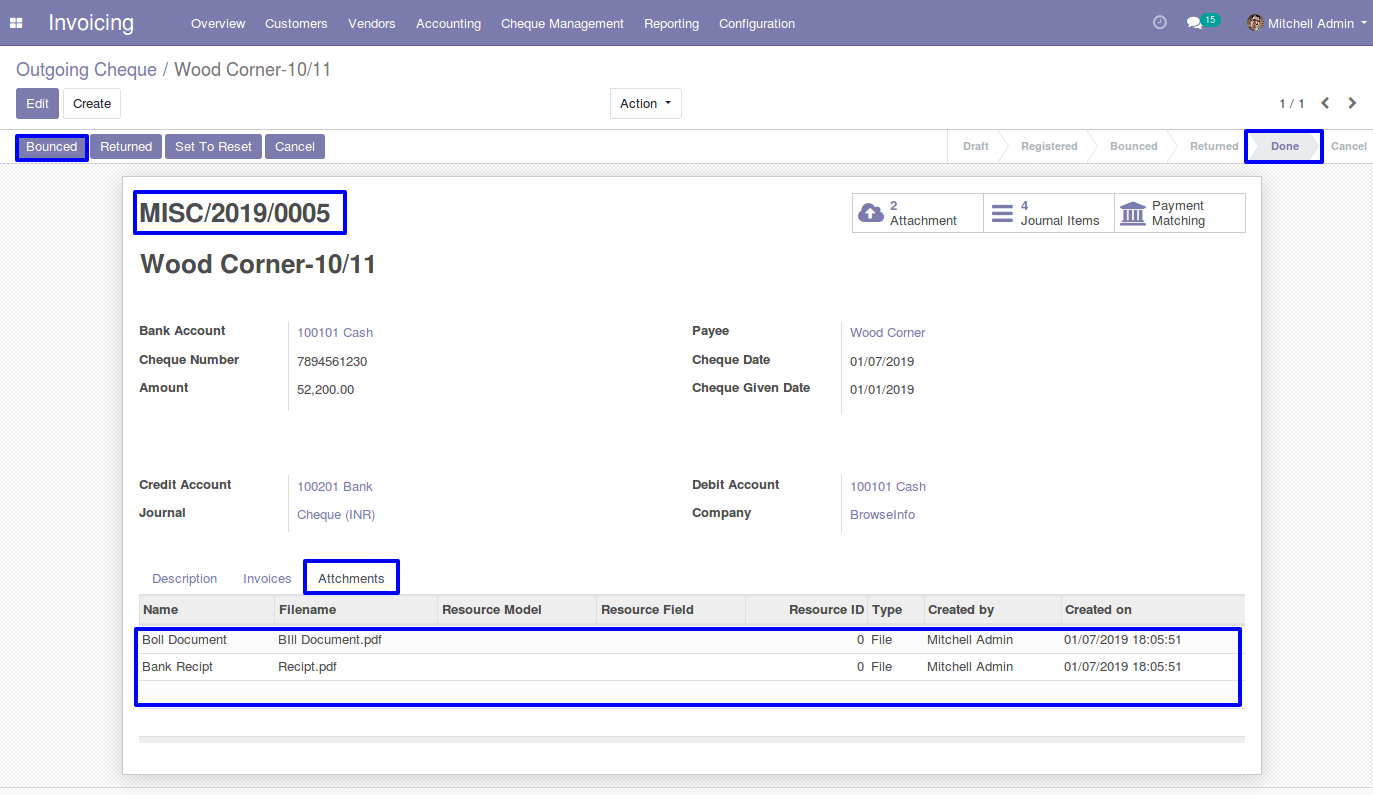 Invoicing Overview Customers Vendors Accounting Cheque Management Reporting Configuration 15 Mitchell Admin
Outgoing Cheque / Wood Corner-10/11
Edit Create Action 1 / 1
Bounced Returned Set To Reset Cancel Draft Registered Bounced Returned Done Cancel
MISC/2019/0005
2 Attachment
4 Journal Items
Payment Matching
Wood Corner-10/11
Bank Account 100101 Cash Payee Wood Corner
Cheque Number 7894561230 Cheque Date 01/07/2019
Amount 52,200.00 Cheque Given Date 01/01/2019
Credit Account 100201 Bank Debit Account 100101 Cash
Journal Cheque (INR) Company BrowseInfo
Description Invoices Attchments
Name Filename Resource Model Resource Field Resource ID Type Created by Created on
Boll Document BIll Document.pdf 0 File Mitchell Admin 01/07/2019 18:05:51
Bank Recipt Recipt.pdf 0 File Mitchell Admin 01/07/2019 18:05:51